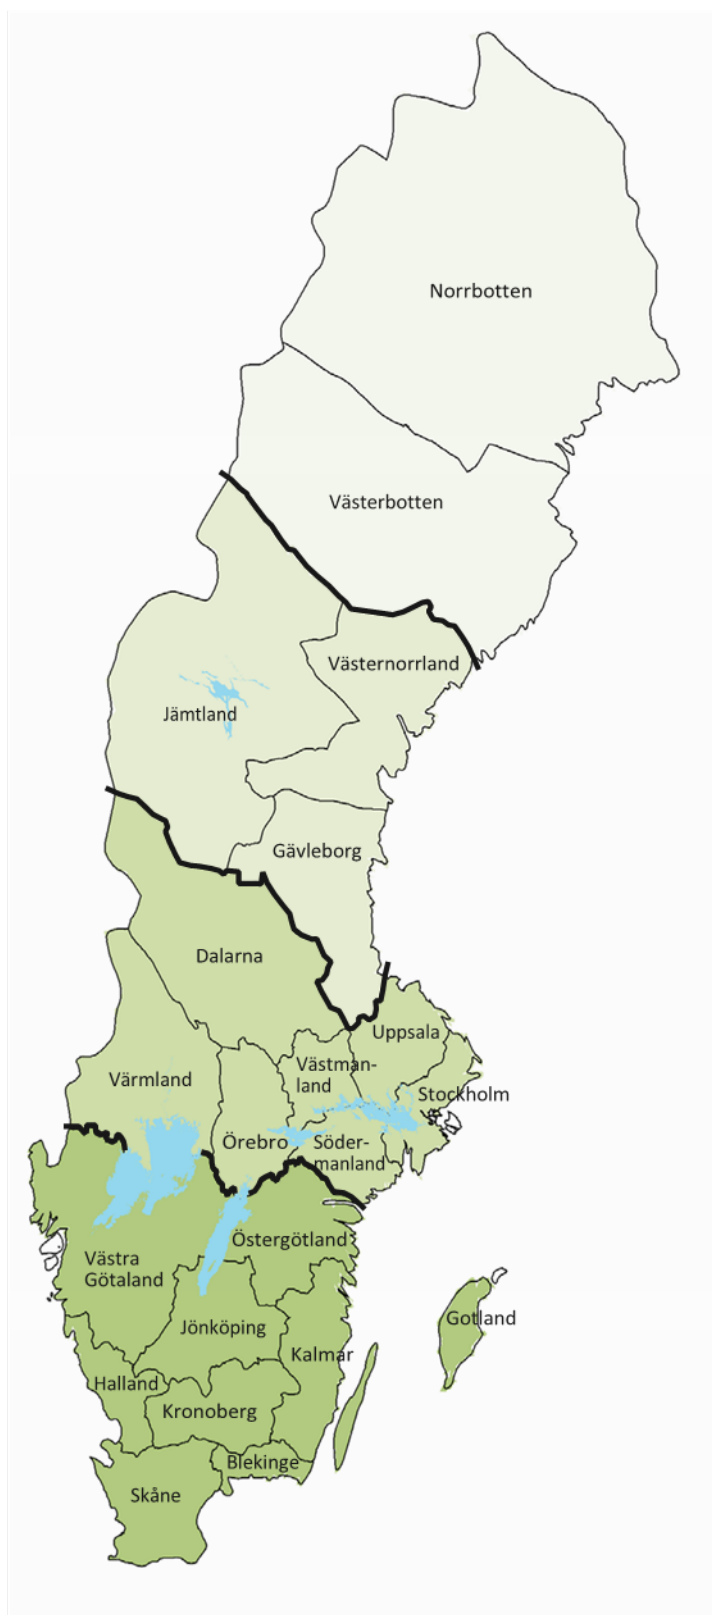 Norrbotten
Västerbotten
Västernorrland
Jämtland
Gävleborg
Dalarna
Uppsala
Västman-
land
Värmland
Stockholm
Örebro
Söder-
manland
Östergötland
Västra
Götaland
Gotland
Jönköping
Kalmar
Halland
Kronoberg
Blekinge
Skåne